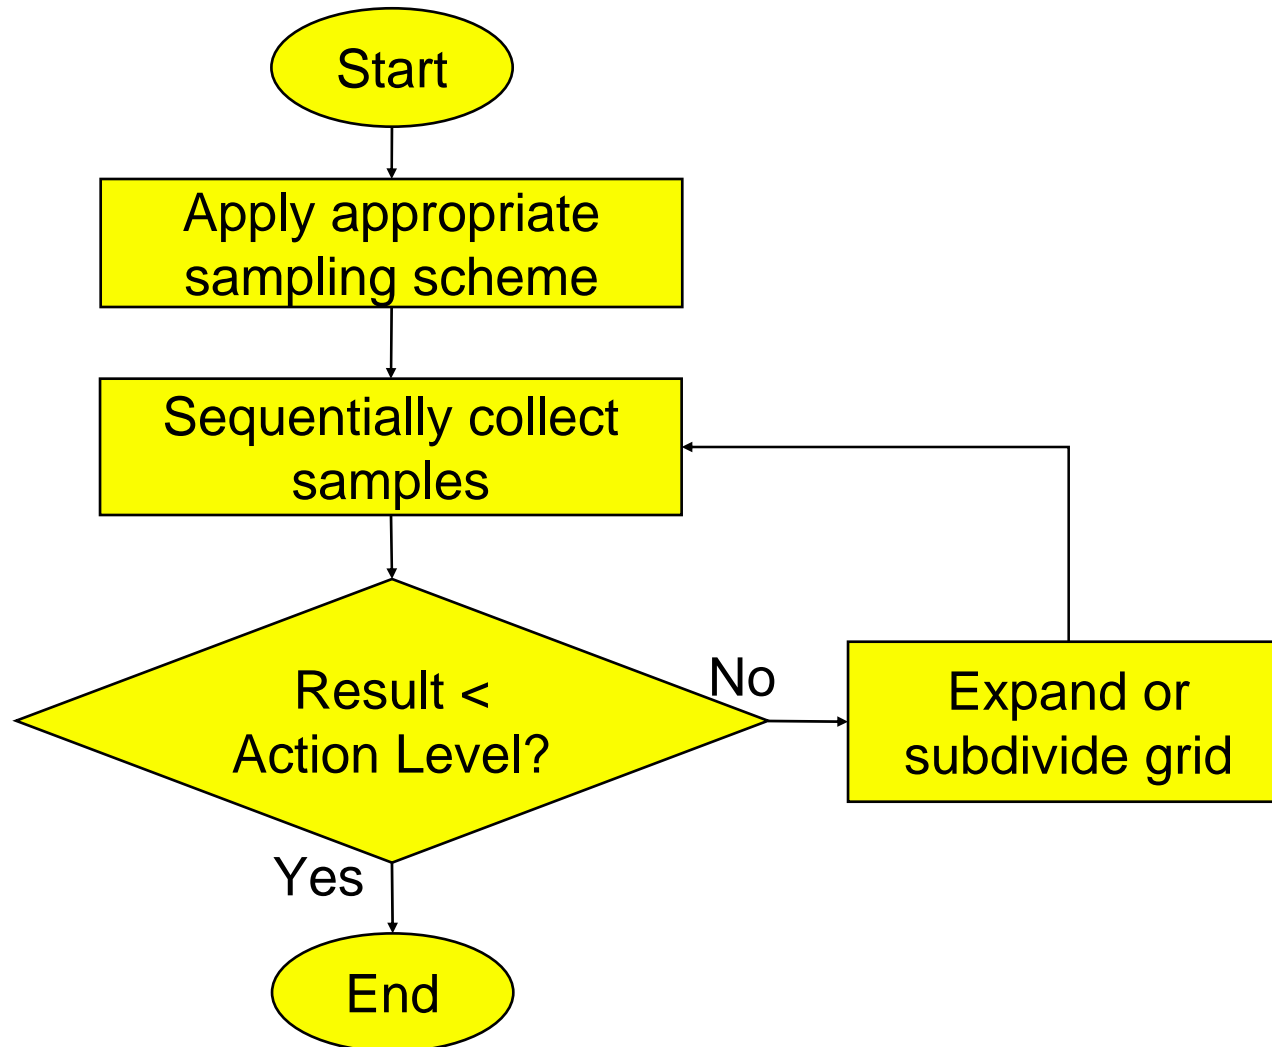 Start
Apply appropriate
sampling scheme
Sequentially collect
samples
Result <
Action Level?
No
Expand or
subdivide grid
Yes
End